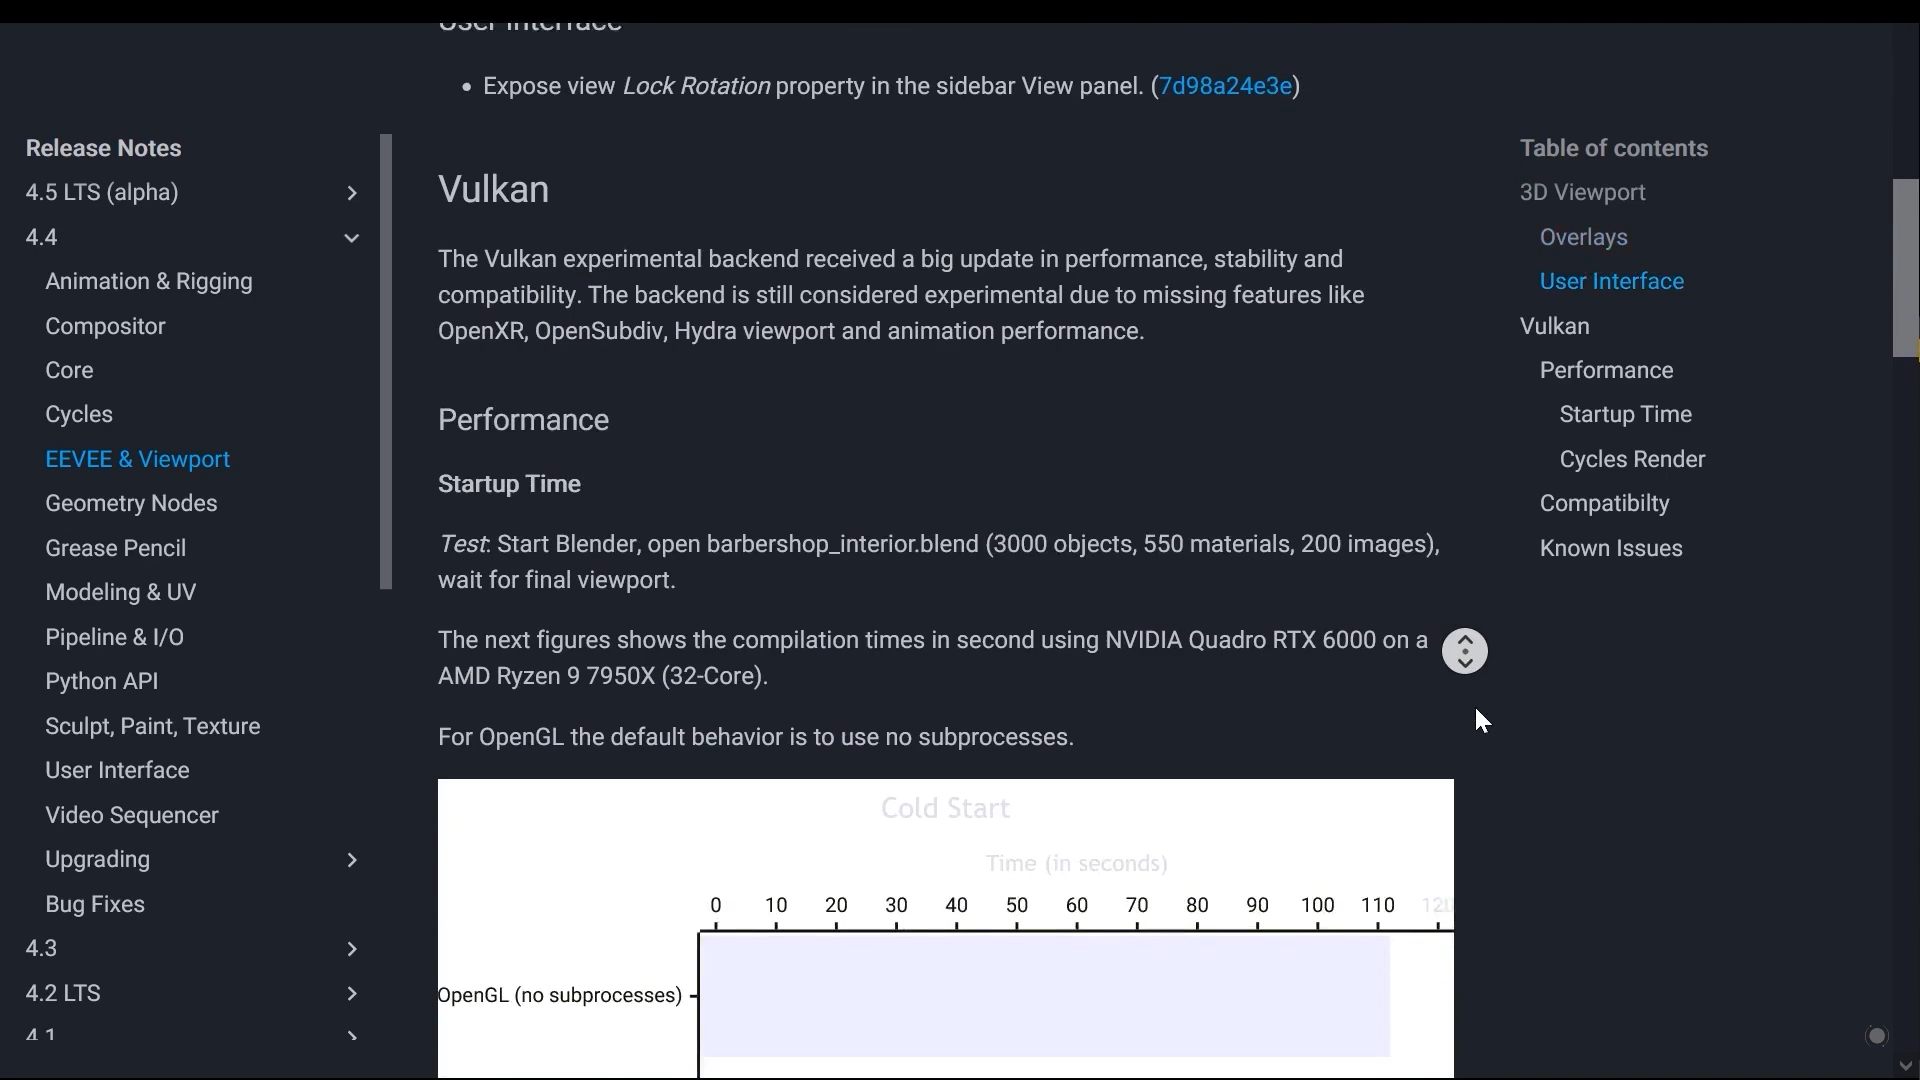 User Interface
• Expose view Lock Rotation property in the sidebar View panel. (7d98a24e3e)
Release Notes
4.5 LTS (alpha)
4.4
Animation & Rigging
Compositor
Core
Cycles
EEVEE & Viewport
Geometry Nodes
Grease Pencil
Modeling & UV
Pipeline & I/O
Python API
Sculpt, Paint, Texture
User Interface
Video Sequencer
Upgrading
Bug Fixes
4.3
4.2 LTS
4.1
Vulkan
The Vulkan experimental backend received a big update in performance, stability and
compatibility. The backend is still considered experimental due to missing features like
OpenXR, OpenSubdiv, Hydra viewport and animation performance.
Performance
Startup Time
Test: Start Blender, open barbershop_interior.blend (3000 objects, 550 materials, 200 images),
wait for final viewport.
The next figures shows the compilation times in second using NVIDIA Quadro RTX 6000 on a
AMD Ryzen 9 7950X (32-Core).
For OpenGL the default behavior is to use no subprocesses.
Cold Start
Time (in seconds)
0 10 20 30 40 50 60 70 80 90 100 110 120
OpenGL (no subprocesses)
Table of contents
3D Viewport
Overlays
User Interface
Vulkan
Performance
Startup Time
Cycles Render
Compatibilty
Known Issues